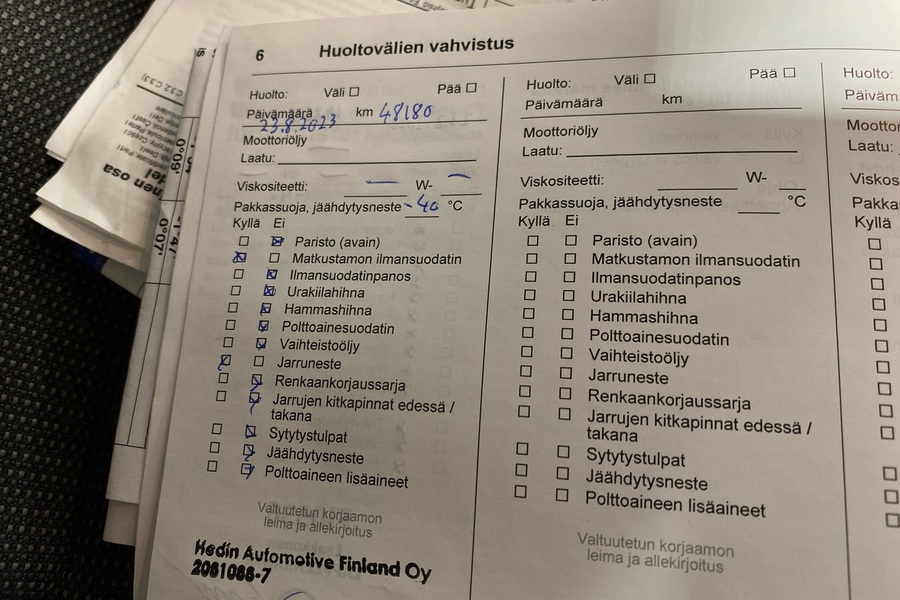 6 Huoltovälien vahvistus
Huolto: Väli ☐ Pää ☐
Päivämäärä km 48180
23.8.2023
Moottoriöljy
Laatu:
Viskositeetti: — W- —
Pakkassuoja, jäähdytysneste -40 °C
Kyllä Ei
Paristo (avain)
Matkustamon ilmansuodatin
Ilmansuodatinpanos
Urakiilahihna
Hammashihna
Polttoainesuodatin
Vaihteistoöljy
Jarruneste
Renkaankorjaussarja
Jarrujen kitkapinnat edessä /
takana
Sytytystulpat
Jäähdytysneste
Polttoaineen lisäaineet
Valtuutetun korjaamon
leima ja allekirjoitus
Hedin Automotive Finland Oy
2081088-7
Huolto: Väli ☐ Pää ☐
Päivämäärä km
Moottoriöljy
Laatu:
Viskositeetti: W-
Pakkassuoja, jäähdytysneste °C
Kyllä Ei
Paristo (avain)
Matkustamon ilmansuodatin
Ilmansuodatinpanos
Urakiilahihna
Hammashihna
Polttoainesuodatin
Vaihteistoöljy
Jarruneste
Renkaankorjaussarja
Jarrujen kitkapinnat edessä /
takana
Sytytystulpat
Jäähdytysneste
Polttoaineen lisäaineet
Valtuutetun korjaamon
leima ja allekirjoitus
Huolto:
Päiväm
Moottor
Laatu:
Viskos
Pakka
Kyllä